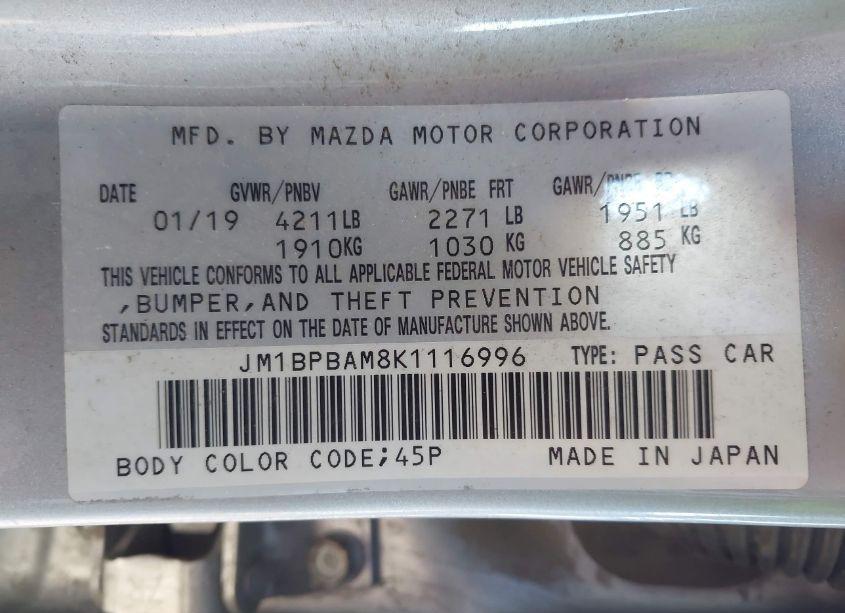 MFD. BY MAZDA MOTOR CORPORATION
DATE GVWR/PNBV GAWR/PNBE FRT GAWR/PNBE
01/19 4211LB 2271 LB 1951 LB
1910KG 1030 KG 885 KG
THIS VEHICLE CONFORMS TO ALL APPLICABLE FEDERAL MOTOR VEHICLE SAFETY
,BUMPER,AND THEFT PREVENTION
STANDARDS IN EFFECT ON THE DATE OF MANUFACTURE SHOWN ABOVE.
JM1BPBAM8K1116996 TYPE: PASS CAR
BODY COLOR CODE;45P MADE IN JAPAN